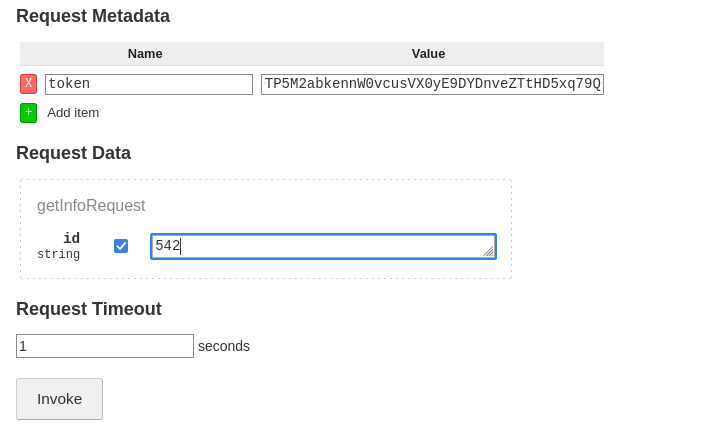 Request Metadata
Name Value
X token TP5M2abkennW0vcusVX0yE9DYDnveZTtHD5xq79Q
+ Add item
Request Data
getInfoRequest
id 542
string
Request Timeout
1 seconds
Invoke